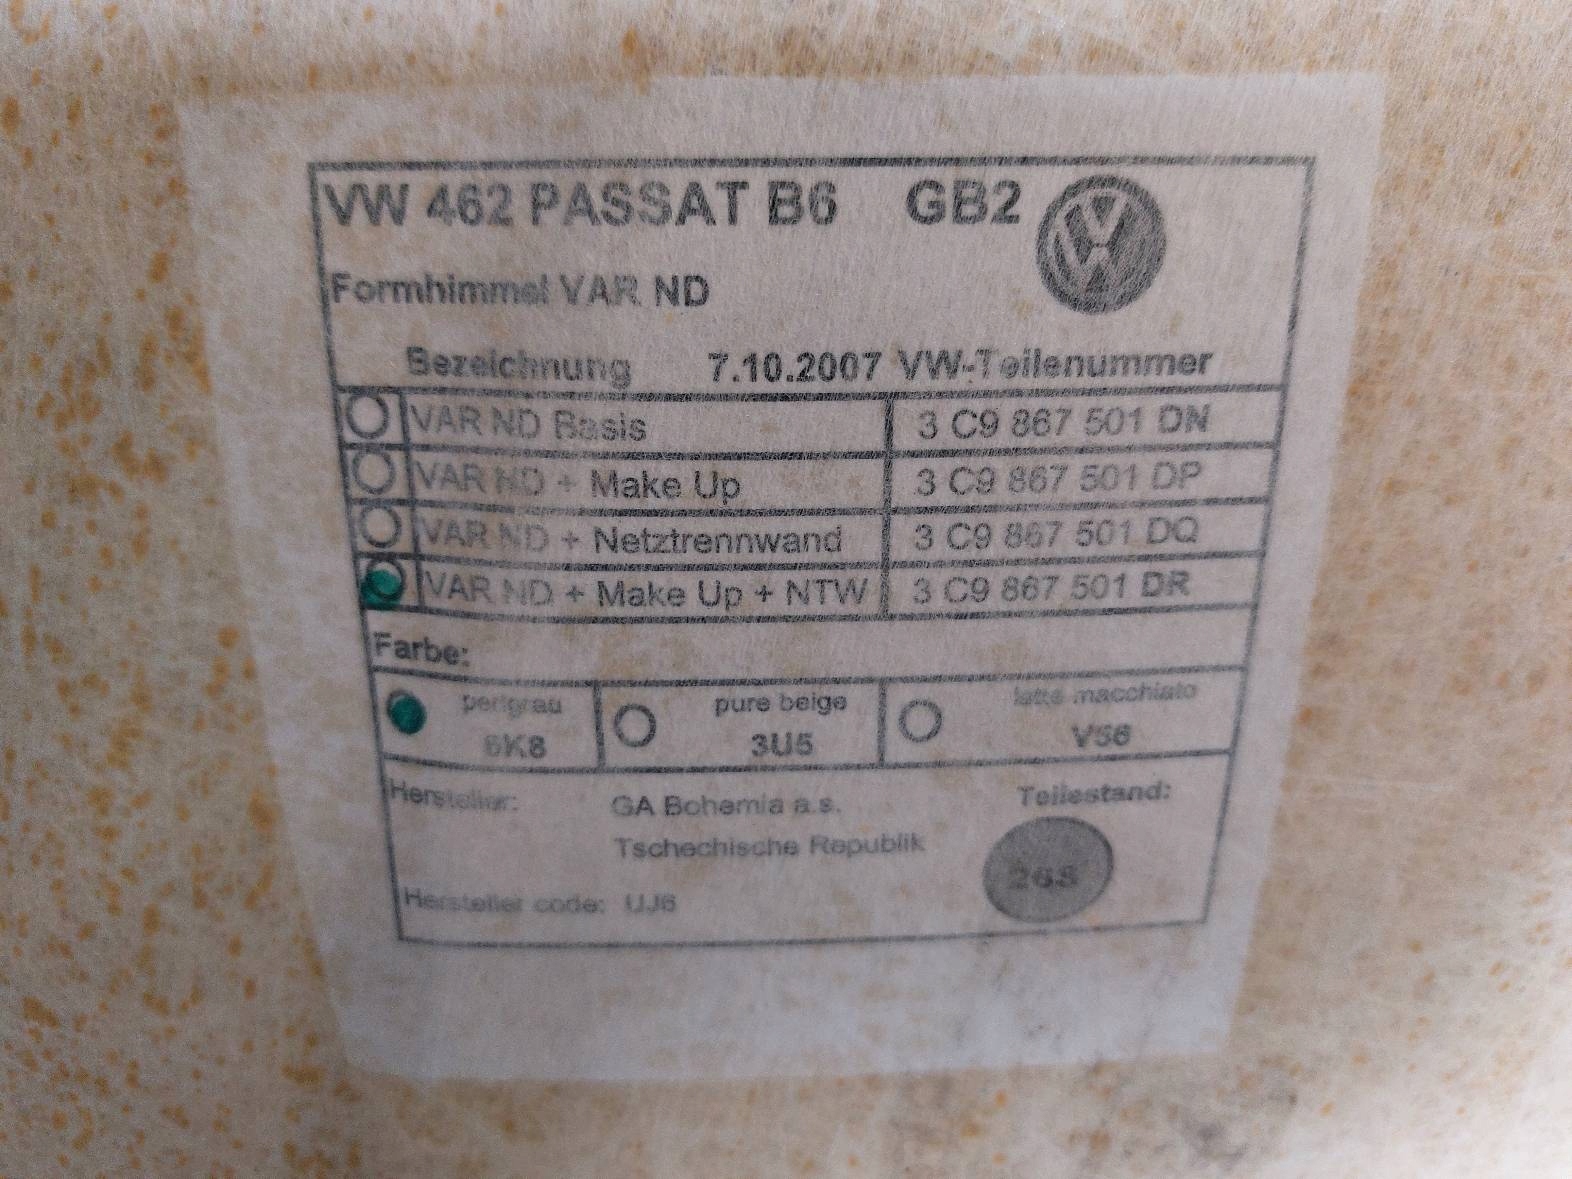 VW 462 PASSAT B6 GB2
Formhimmel VAR ND
Bezeichnung 7.10.2007 VW-Teilenummer
VAR ND Basis 3 C9 867 501 DN
VAR ND + Make Up 3 C9 867 501 DP
VAR ND + Netztrennwand 3 C9 867 501 DQ
VAR ND + Make Up + NTW 3 C9 867 501 DR
Farbe:
perlgrau pure beige latte macchiato
6K8 3U5 V56
Hersteller: GA Bohemia a.s. Teilestand:
Tschechische Republik
268
Hersteller code: UJ6